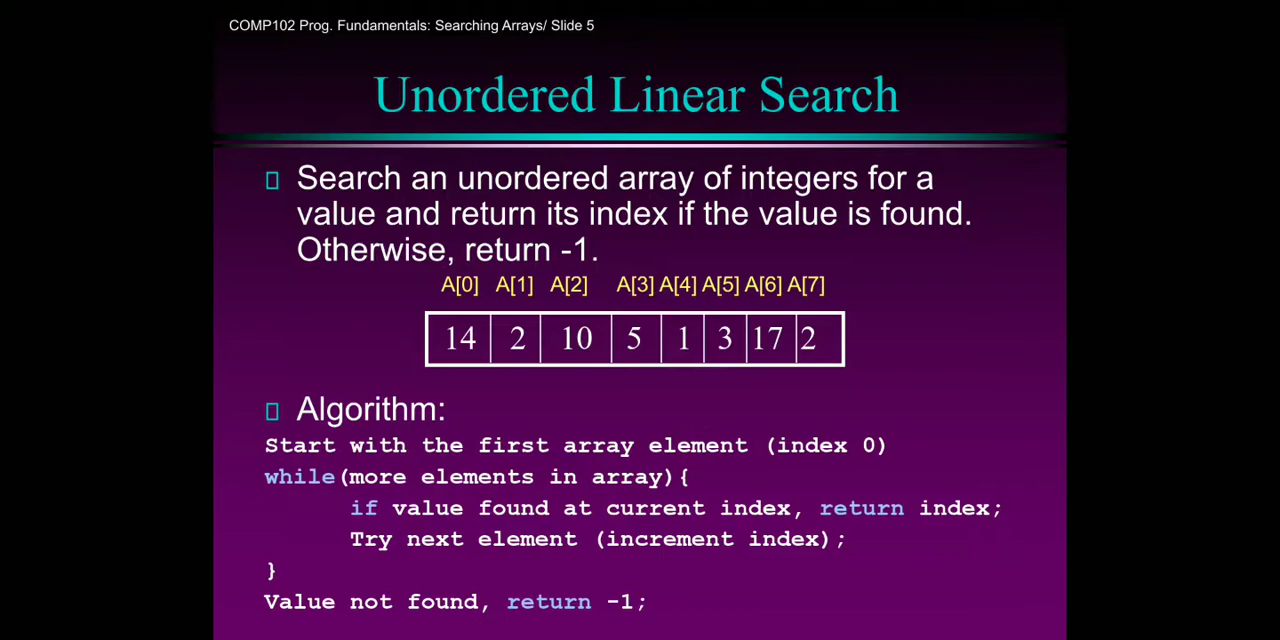 COMP102 Prog. Fundamentals: Searching Arrays/ Slide 5
Unordered Linear Search
Search an unordered array of integers for a
value and return its index if the value is found.
Otherwise, return -1.
A[0] A[1] A[2] A[3] A[4] A[5] A[6] A[7]
14 2 10 5 1 3 17 2
Algorithm:
Start with the first array element (index 0)
while(more elements in array){
if value found at current index, return index;
Try next element (increment index);
}
Value not found, return -1;